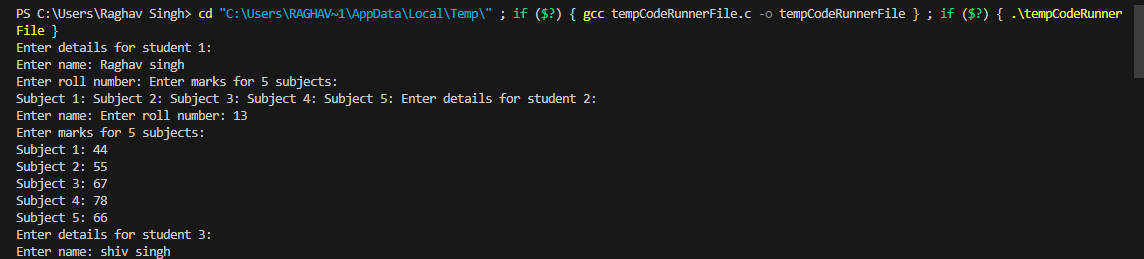 PS C:\Users\Raghav Singh> cd "C:\Users\RAGHAV~1\AppData\Local\Temp\" ; if ($?) { gcc tempCodeRunnerFile.c -o tempCodeRunnerFile } ; if ($?) { .\tempCodeRunner
File }
Enter details for student 1:
Enter name: Raghav singh
Enter roll number: Enter marks for 5 subjects:
Subject 1: Subject 2: Subject 3: Subject 4: Subject 5: Enter details for student 2:
Enter name: Enter roll number: 13
Enter marks for 5 subjects:
Subject 1: 44
Subject 2: 55
Subject 3: 67
Subject 4: 78
Subject 5: 66
Enter details for student 3:
Enter name: shiv singh